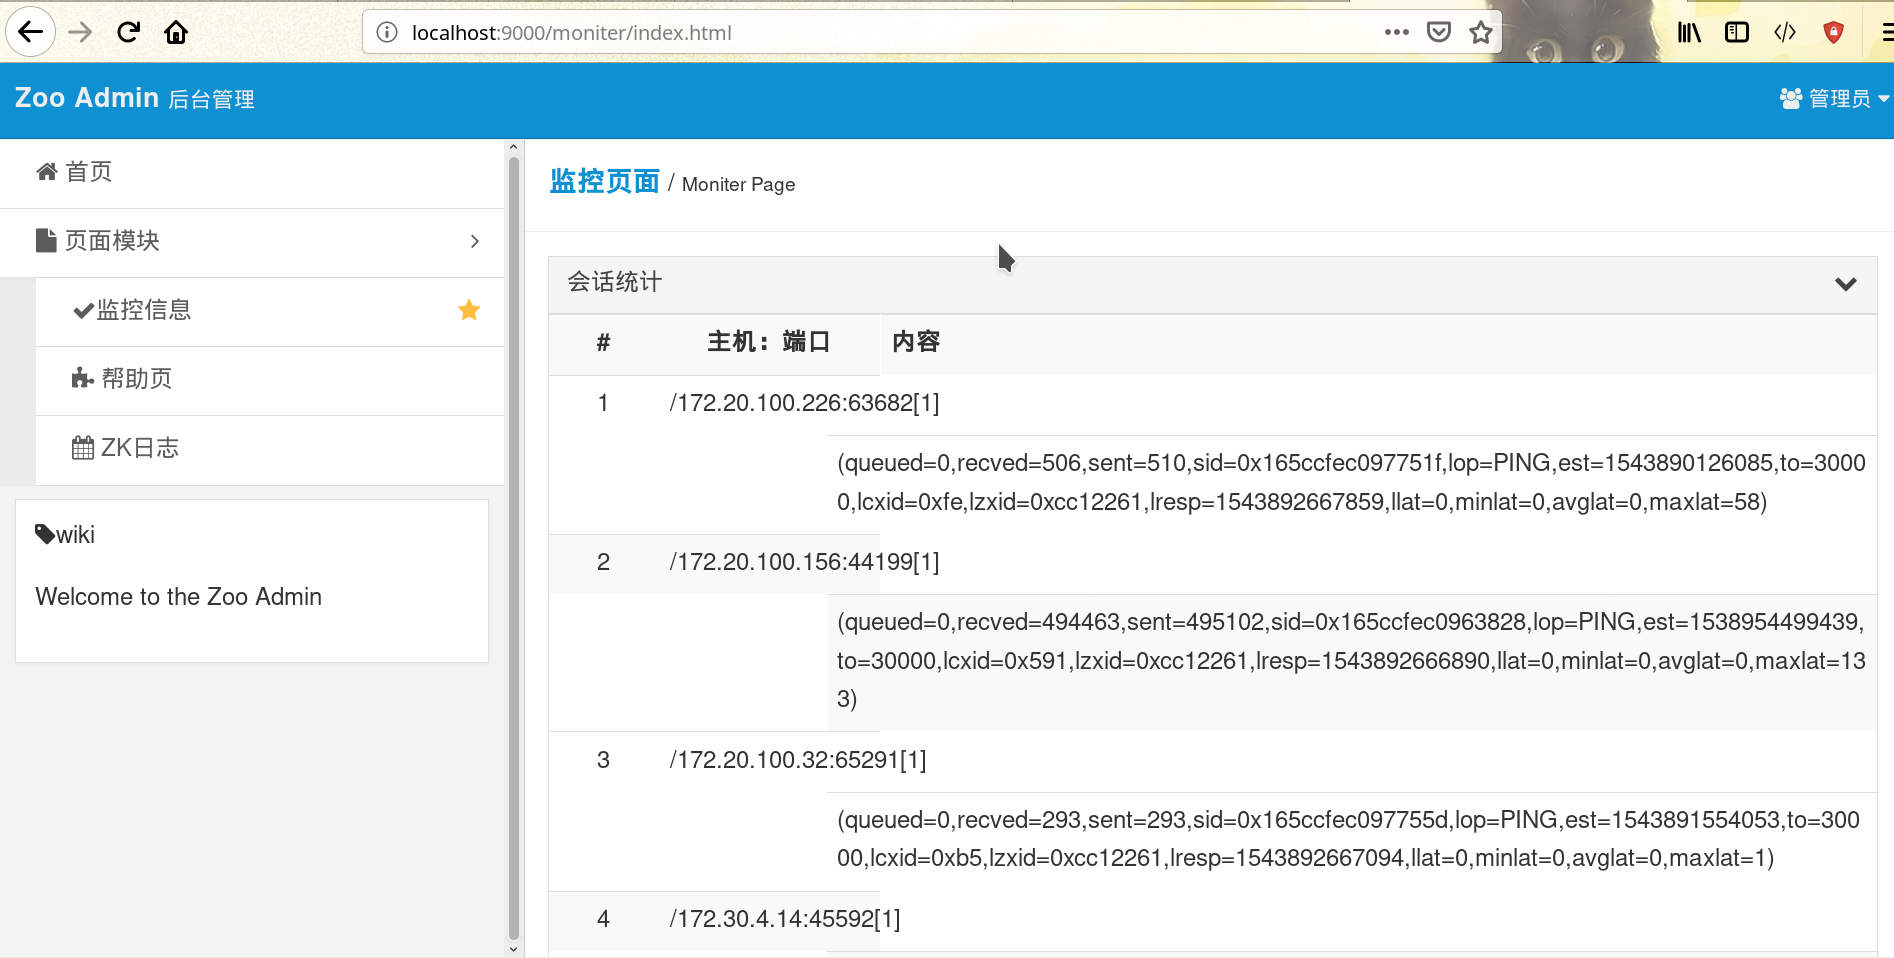 localhost:9000/moniter/index.html
Zoo Admin 后台管理
管理员
首页
页面模块
监控信息
帮助页
ZK日志
wiki
Welcome to the Zoo Admin
监控页面 / Moniter Page
会话统计
# 主机：端口 内容
1 /172.20.100.226:63682[1]
(queued=0,recved=506,sent=510,sid=0x165ccfec097751f,lop=PING,est=1543890126085,to=3000
0,lcxid=0xfe,lzxid=0xcc12261,lresp=1543892667859,llat=0,minlat=0,avglat=0,maxlat=58)
2 /172.20.100.156:44199[1]
(queued=0,recved=494463,sent=495102,sid=0x165ccfec0963828,lop=PING,est=1538954499439,
to=30000,lcxid=0x591,lzxid=0xcc12261,lresp=1543892666890,llat=0,minlat=0,avglat=0,maxlat=13
3)
3 /172.20.100.32:65291[1]
(queued=0,recved=293,sent=293,sid=0x165ccfec097755d,lop=PING,est=1543891554053,to=300
00,lcxid=0xb5,lzxid=0xcc12261,lresp=1543892667094,llat=0,minlat=0,avglat=0,maxlat=1)
4 /172.30.4.14:45592[1]